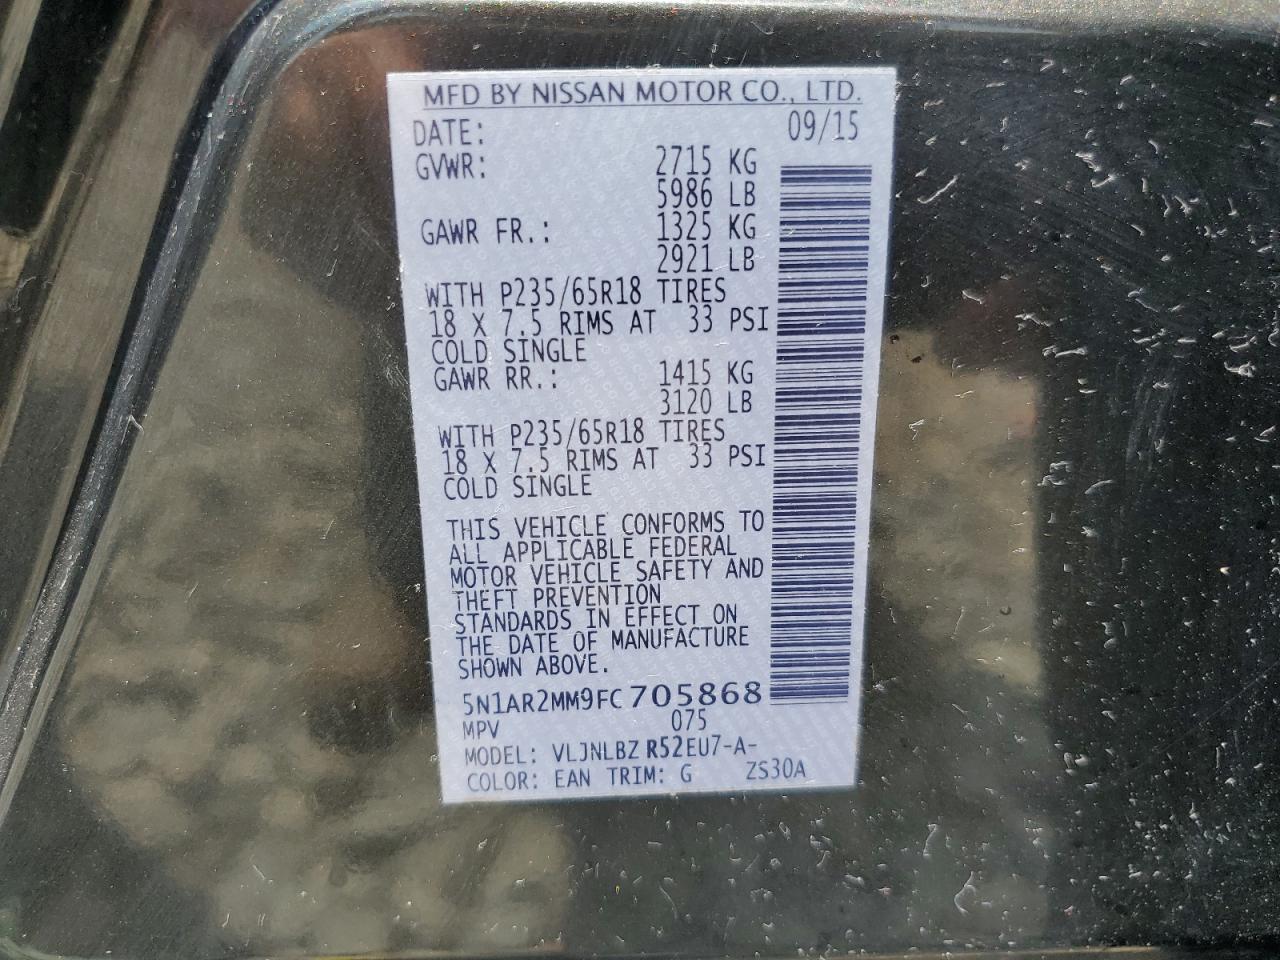 MFD BY NISSAN MOTOR CO., LTD.
DATE: 09/15
GVWR: 2715 KG
5986 LB
GAWR FR.: 1325 KG
2921 LB
WITH P235/65R18 TIRES
18 X 7.5 RIMS AT 33 PSI
COLD SINGLE
GAWR RR.: 1415 KG
3120 LB
WITH P235/65R18 TIRES
18 X 7.5 RIMS AT 33 PSI
COLD SINGLE
THIS VEHICLE CONFORMS TO
ALL APPLICABLE FEDERAL
MOTOR VEHICLE SAFETY AND
THEFT PREVENTION
STANDARDS IN EFFECT ON
THE DATE OF MANUFACTURE
SHOWN ABOVE.
5N1AR2MM9FC705868
MPV 075
MODEL: VLJNLBZ R52EU7-A-
COLOR: EAN TRIM: G ZS30A